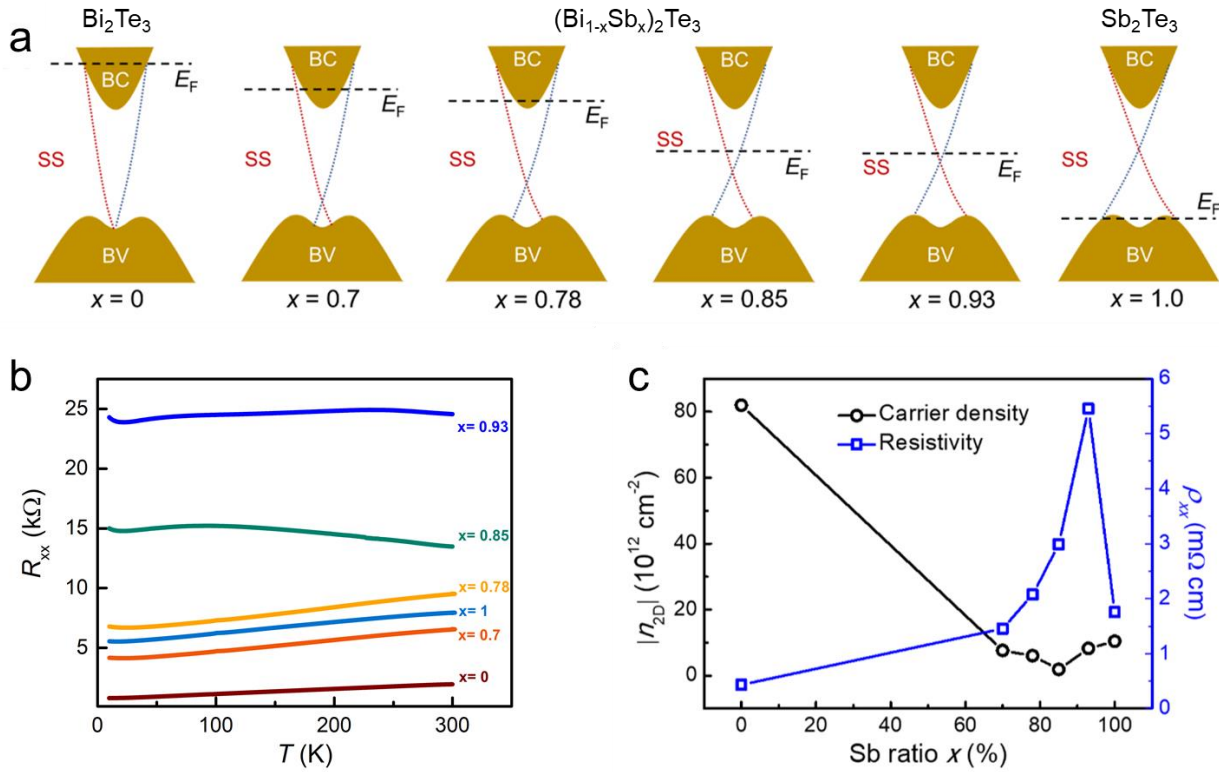 Bi2Te3
(Bi1-xSbx)2Te3
Sb2Te3
a
BC
EF
SS
BV
x = 0
BC
EF
SS
BV
x = 0.7
BC
EF
SS
BV
x = 0.78
BC
SS
EF
BV
x = 0.85
BC
SS
EF
BV
x = 0.93
BC
SS
EF
BV
x = 1.0
b
Rxx (kΩ)
25
20
15
10
5
x= 0.93
x= 0.85
x= 0.78
x= 1
x= 0.7
x= 0
0
100
200
300
T (K)
c
|n2D| (10^12 cm^-2)
80
60
40
20
0
Carrier density
Resistivity
6
5
4
3
2
1
0
ρxx (mΩ cm)
0
20
40
60
80
100
Sb ratio x (%)